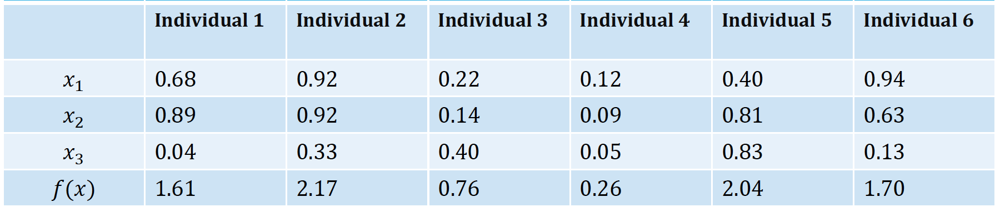 Individual 1 Individual 2 Individual 3 Individual 4 Individual 5 Individual 6
x₁ 0.68 0.92 0.22 0.12 0.40 0.94
x₂ 0.89 0.92 0.14 0.09 0.81 0.63
x₃ 0.04 0.33 0.40 0.05 0.83 0.13
f(x) 1.61 2.17 0.76 0.26 2.04 1.70